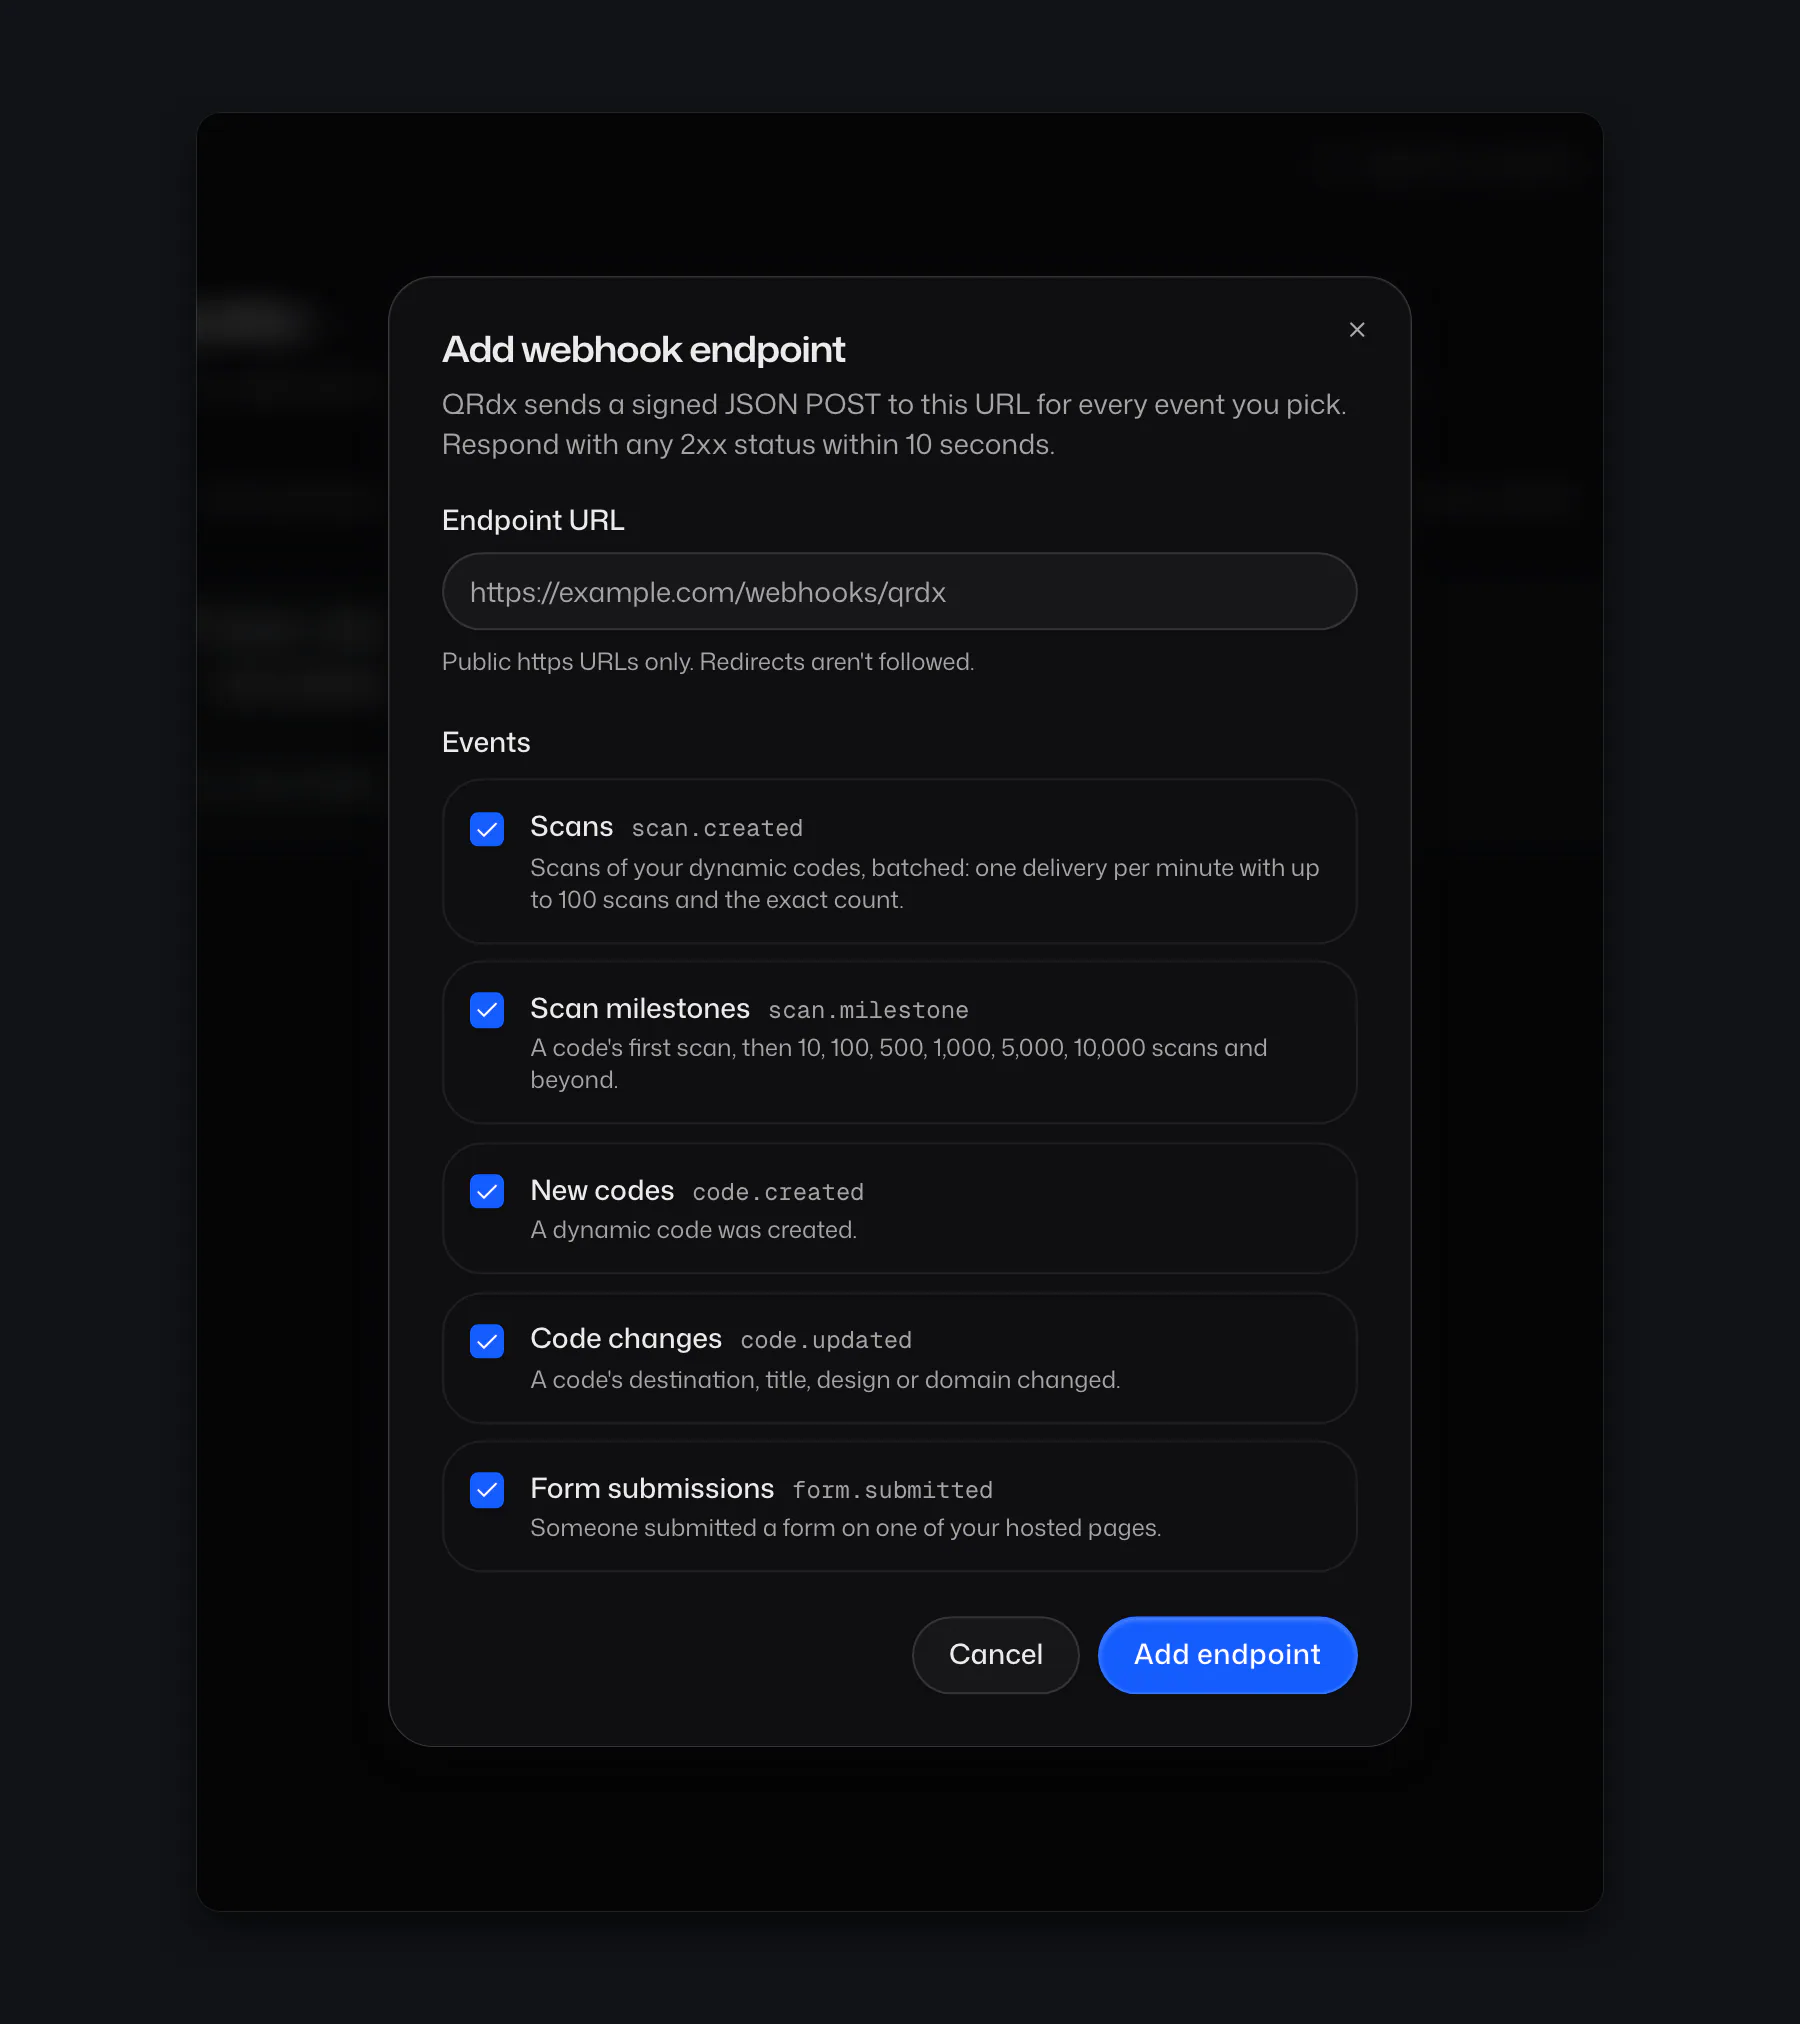 Add webhook endpoint
QRdx sends a signed JSON POST to this URL for every event you pick.
Respond with any 2xx status within 10 seconds.
Endpoint URL
https://example.com/webhooks/qrdx
Public https URLs only. Redirects aren't followed.
Events
Scans scan.created
Scans of your dynamic codes, batched: one delivery per minute with up
to 100 scans and the exact count.
Scan milestones scan.milestone
A code's first scan, then 10, 100, 500, 1,000, 5,000, 10,000 scans and
beyond.
New codes code.created
A dynamic code was created.
Code changes code.updated
A code's destination, title, design or domain changed.
Form submissions form.submitted
Someone submitted a form on one of your hosted pages.
Cancel Add endpoint